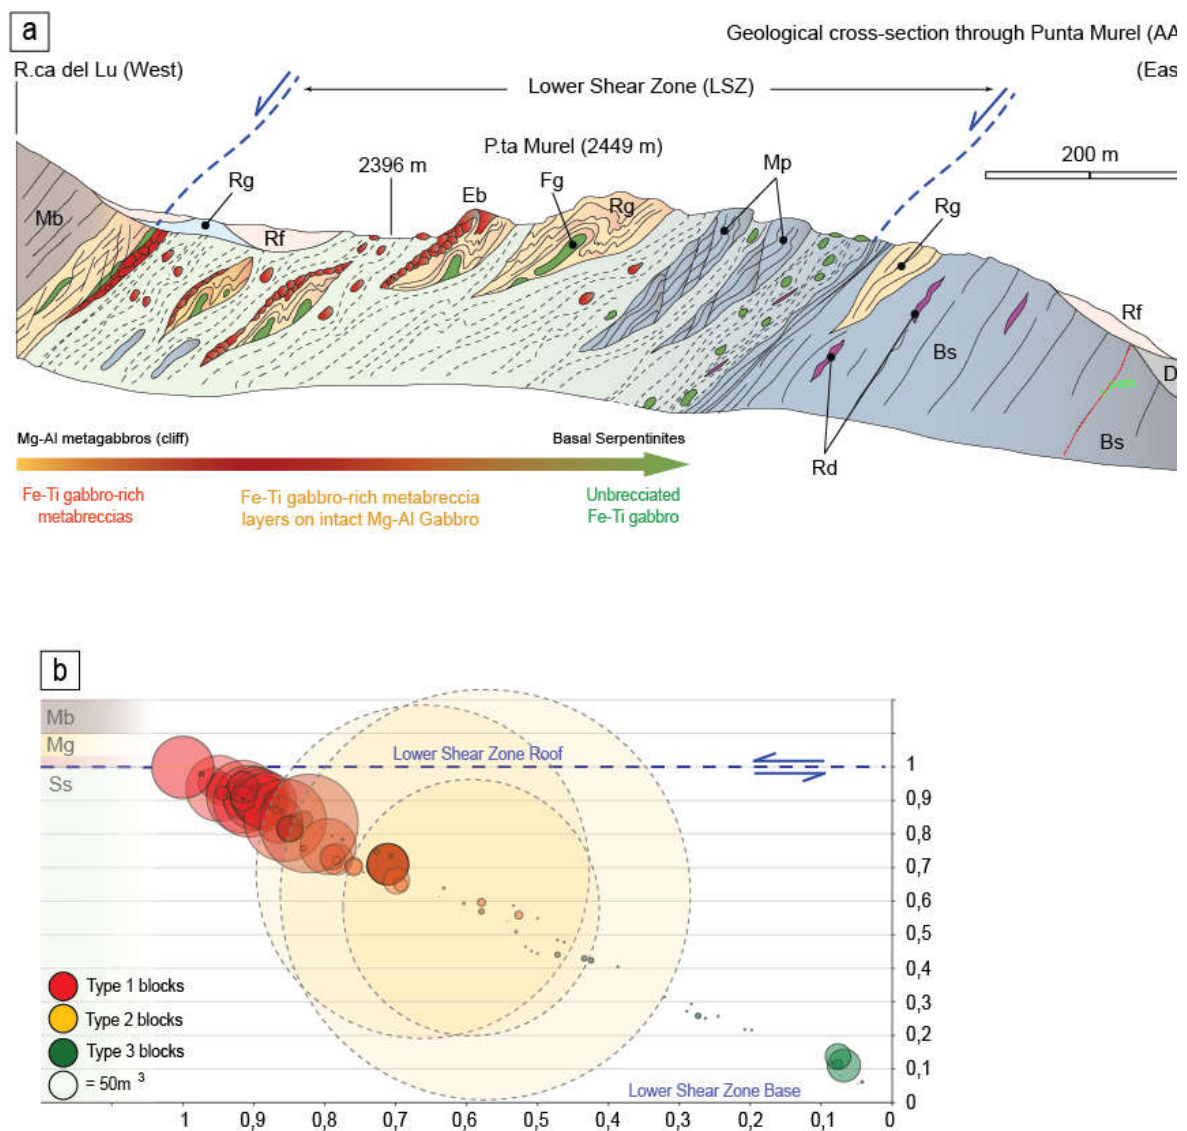 a
Geological cross-section through Punta Murel (AA
R.ca del Lu (West)
(Eas
Lower Shear Zone (LSZ)
P.ta Murel (2449 m)
2396 m
200 m
Rg
Eb
Fg
Mp
Rg
Rg
Mb
Rf
Rf
Bs
D
Bs
Rd
Mg-Al metagabbros (cliff)
Basal Serpentinites
Fe-Ti gabbro-rich
metabreccias
Fe-Ti gabbro-rich metabreccia
layers on intact Mg-Al Gabbro
Unbrecciated
Fe-Ti gabbro
b
Mb
Mg
Lower Shear Zone Roof
Ss
1
0,9
0,8
0,7
0,6
0,5
0,4
0,3
0,2
0,1
0
Type 1 blocks
Type 2 blocks
Type 3 blocks
= 50m 3
Lower Shear Zone Base
1 0,9 0,8 0,7 0,6 0,5 0,4 0,3 0,2 0,1 0